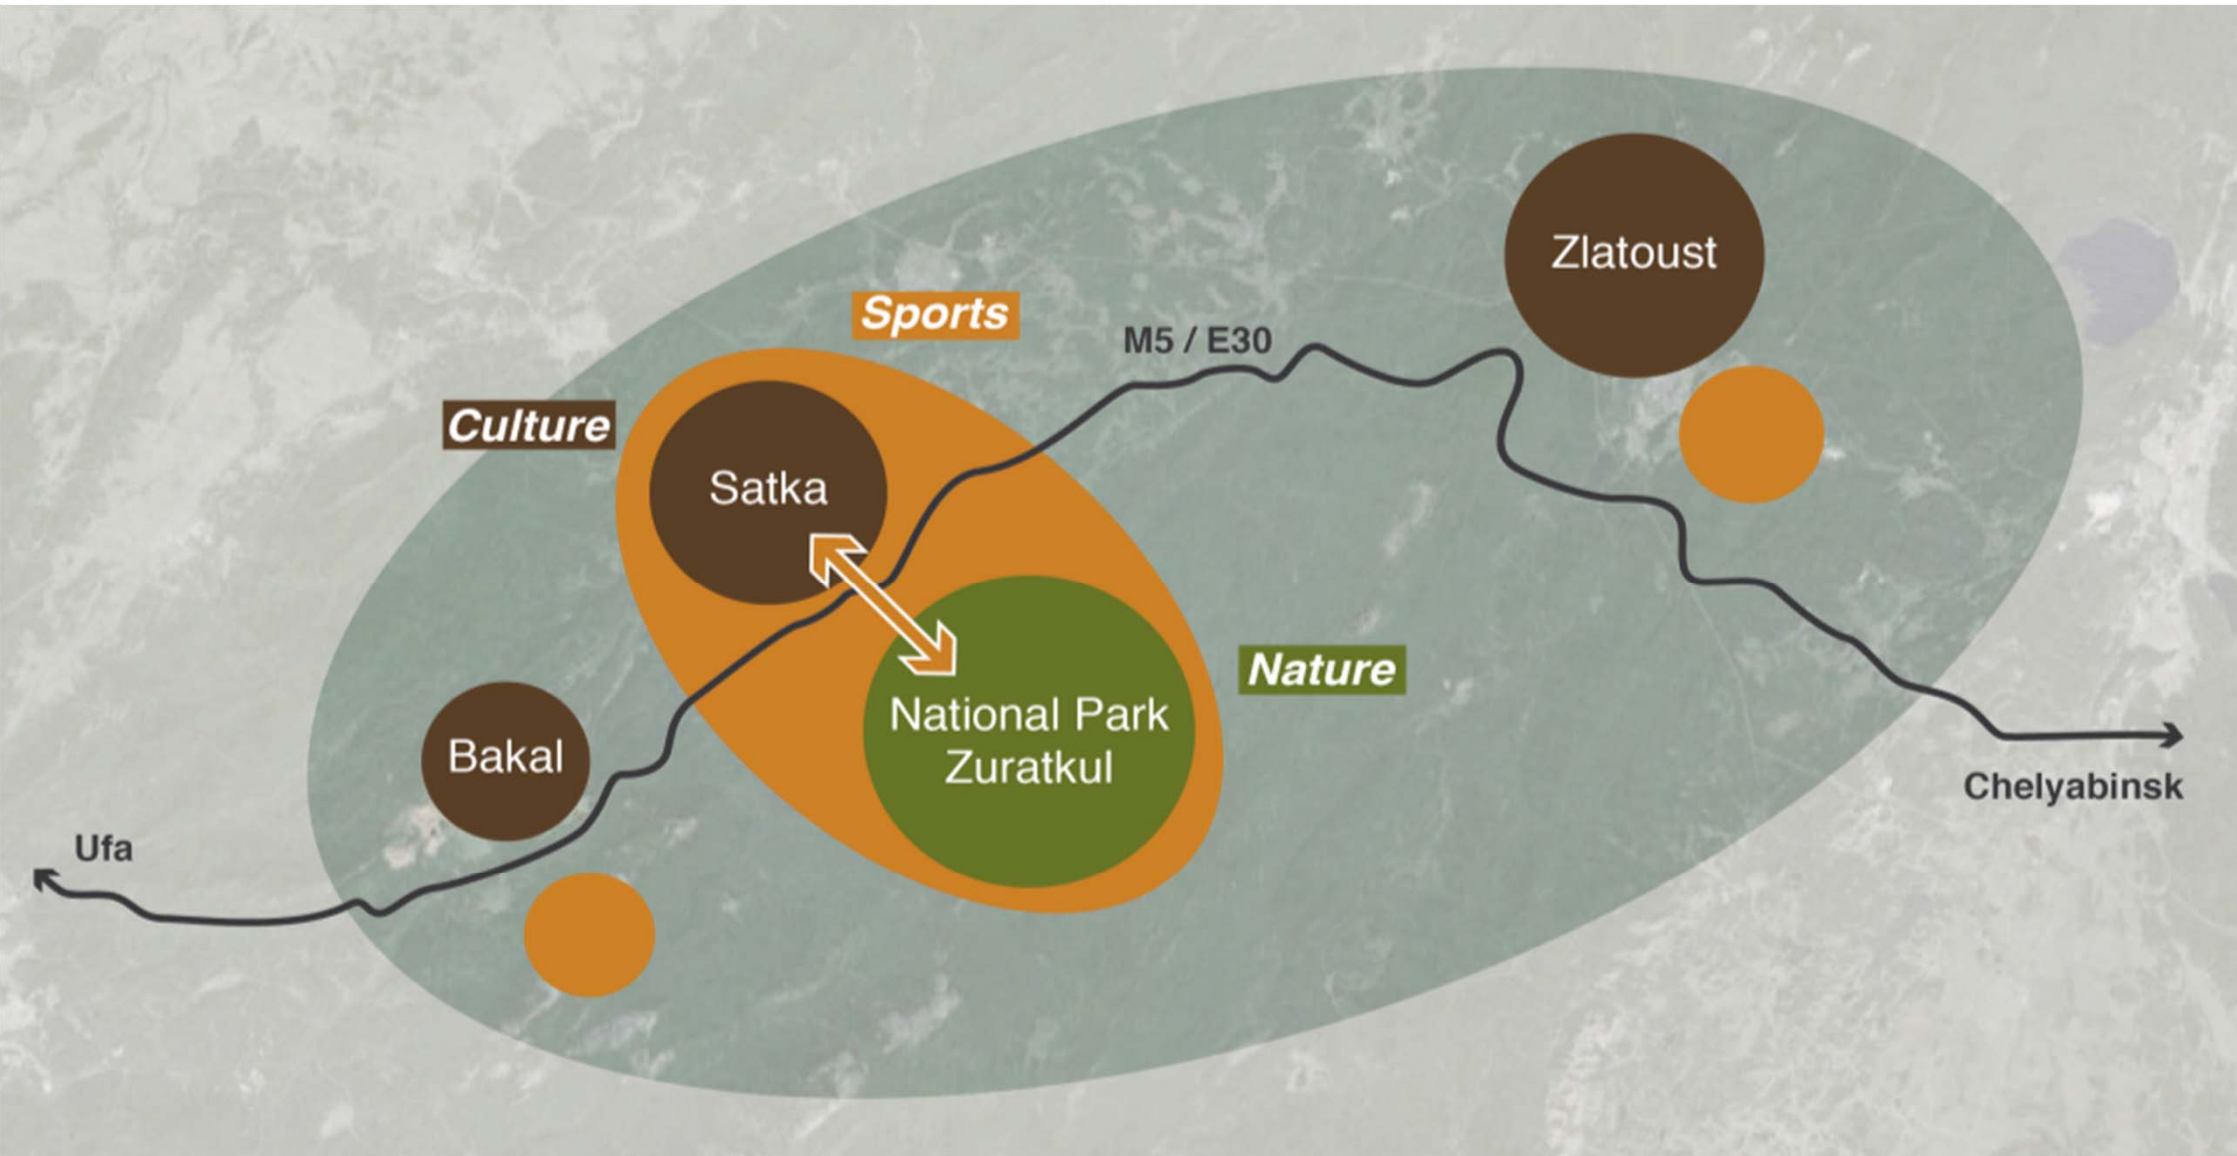 Zlatoust
Sports
M5 / E30
Culture
Satka
Nature
National Park
Zuratkul
Bakal
Chelyabinsk
Ufa